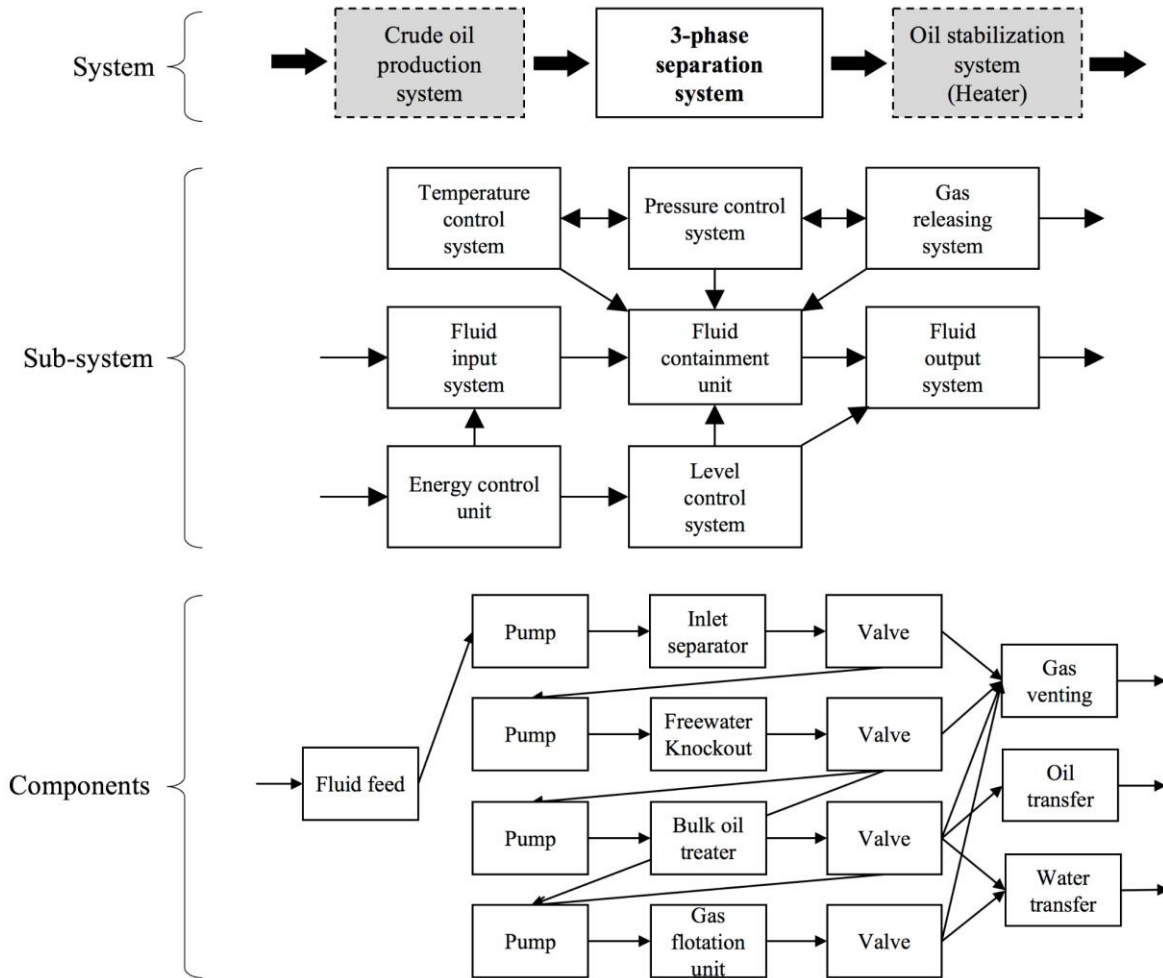 System
Crude oil
production
system
3-phase
separation
system
Oil stabilization
system
(Heater)
Sub-system
Temperature
control
system
Pressure control
system
Gas
releasing
system
Fluid
input
system
Fluid
containment
unit
Fluid
output
system
Energy control
unit
Level
control
system
Components
Fluid feed
Pump
Inlet
separator
Valve
Pump
Freewater
Knockout
Valve
Pump
Bulk oil
treater
Valve
Pump
Gas
flotation
unit
Valve
Gas
venting
Oil
transfer
Water
transfer